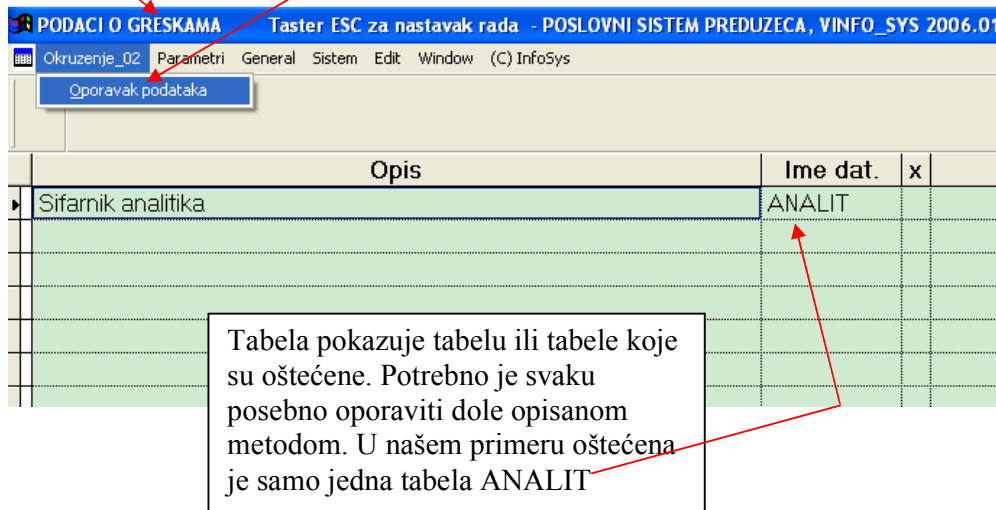 PODACI O GRESKAMA Taster ESC za nastavak rada - POSLOVNI SISTEM PREDUZECA, VINFO_SYS 2006.01
Okruzenje_02 Parametri General Sistem Edit Window (C) InfoSys
Oporavak podataka
Opis Ime dat. x
Sifarnik analitika ANALIT
Tabela pokazuje tabelu ili tabele koje
su oštećene. Potrebno je svaku
posebno oporaviti dole opisanom
metodom. U našem primeru oštećena
je samo jedna tabela ANALIT